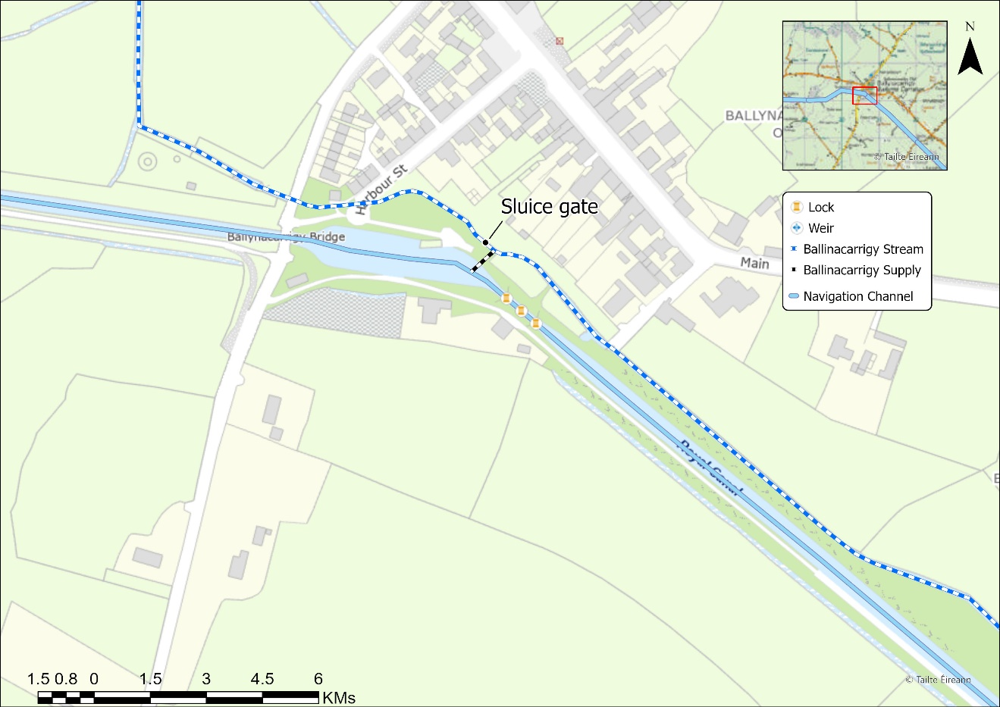 N
BALLYNA
O
© Tailte Éireann
Harbour St
Sluice gate
Lock
Weir
Ballinacarrigy Stream
Ballinacarrigy Supply
Navigation Channel
Ballynacarrigy Bridge
Main
Royal Canal
1.5 0.8 0 1.5 3 4.5 6
KMs
© Tailte Éireann